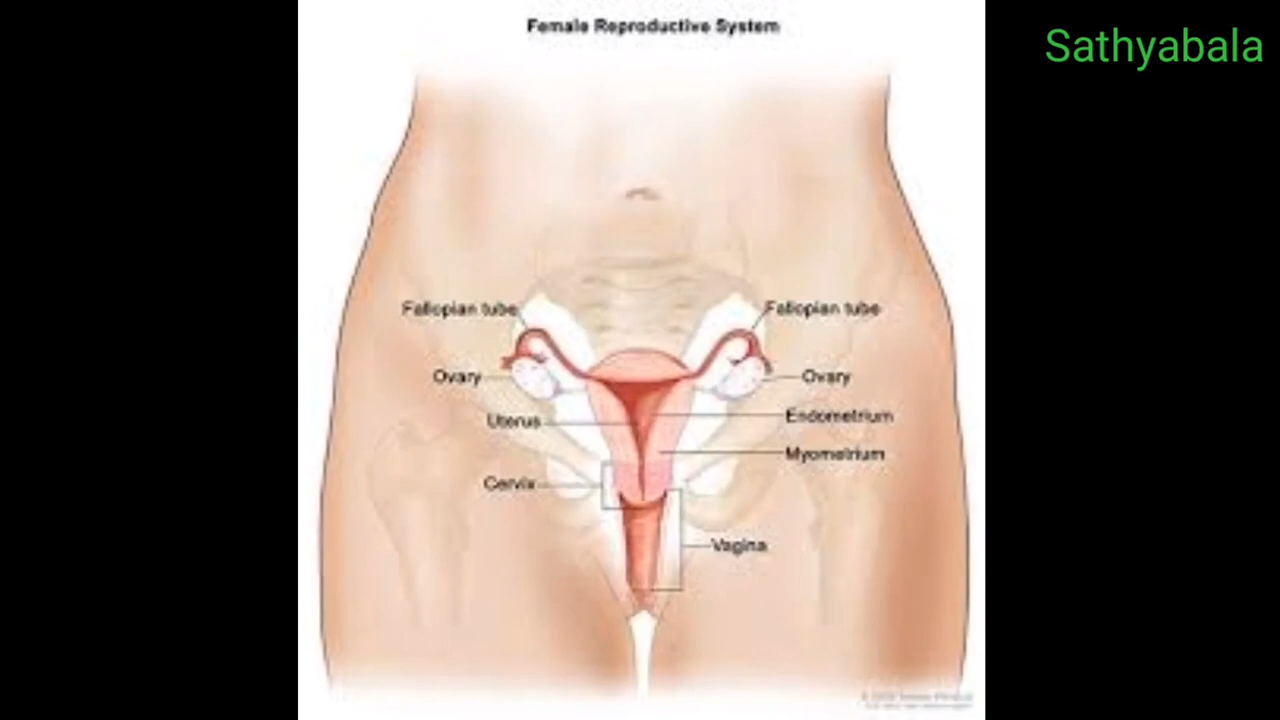 Female Reproductive System
Sathyabala
Fallopian tube
Fallopian tube
Ovary
Ovary
Uterus
Endometrium
Myometrium
Cervix
Vagina